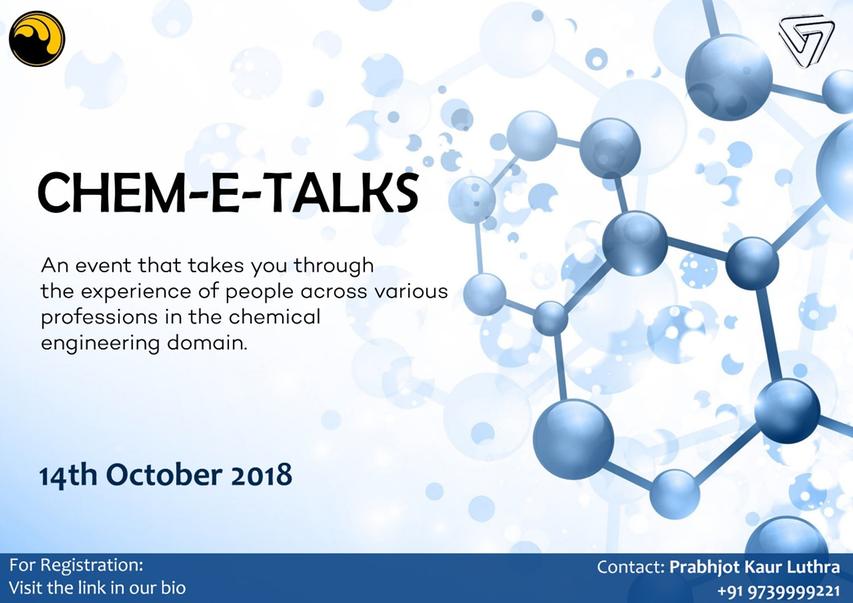 CHEM-E-TALKS
An event that takes you through
the experience of people across various
professions in the chemical
engineering domain.
14th October 2018
For Registration:
Visit the link in our bio
Contact: Prabhjot Kaur Luthra
+91 9739999221